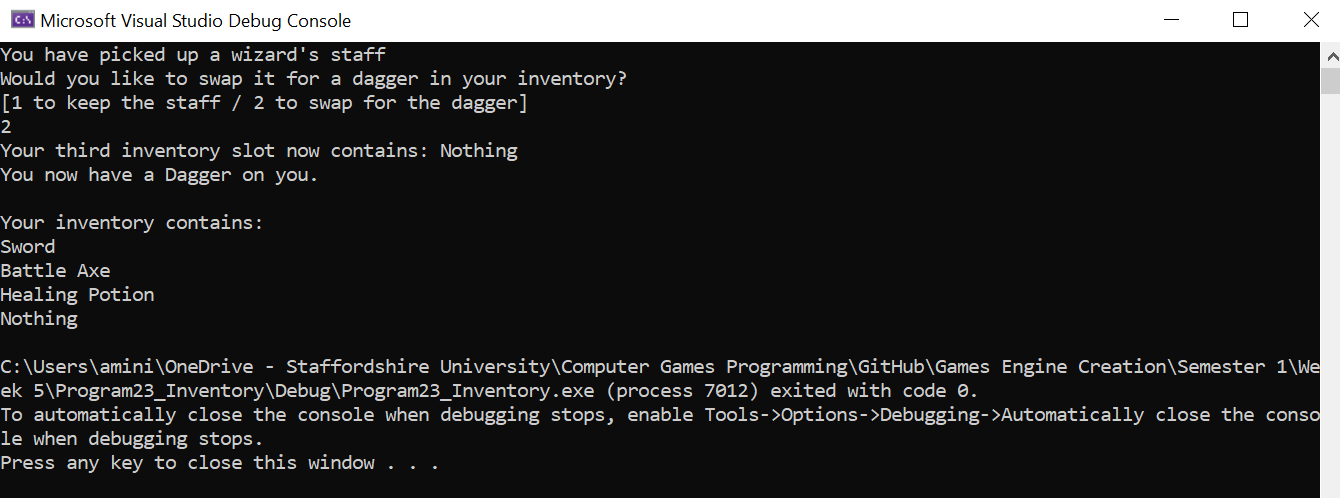 Microsoft Visual Studio Debug Console
You have picked up a wizard's staff
Would you like to swap it for a dagger in your inventory?
[1 to keep the staff / 2 to swap for the dagger]
2
Your third inventory slot now contains: Nothing
You now have a Dagger on you.
Your inventory contains:
Sword
Battle Axe
Healing Potion
Nothing
C:\Users\amini\OneDrive - Staffordshire University\Computer Games Programming\GitHub\Games Engine Creation\Semester 1\We
ek 5\Program23_Inventory\Debug\Program23_Inventory.exe (process 7012) exited with code 0.
To automatically close the console when debugging stops, enable Tools->Options->Debugging->Automatically close the conso
le when debugging stops.
Press any key to close this window . . .